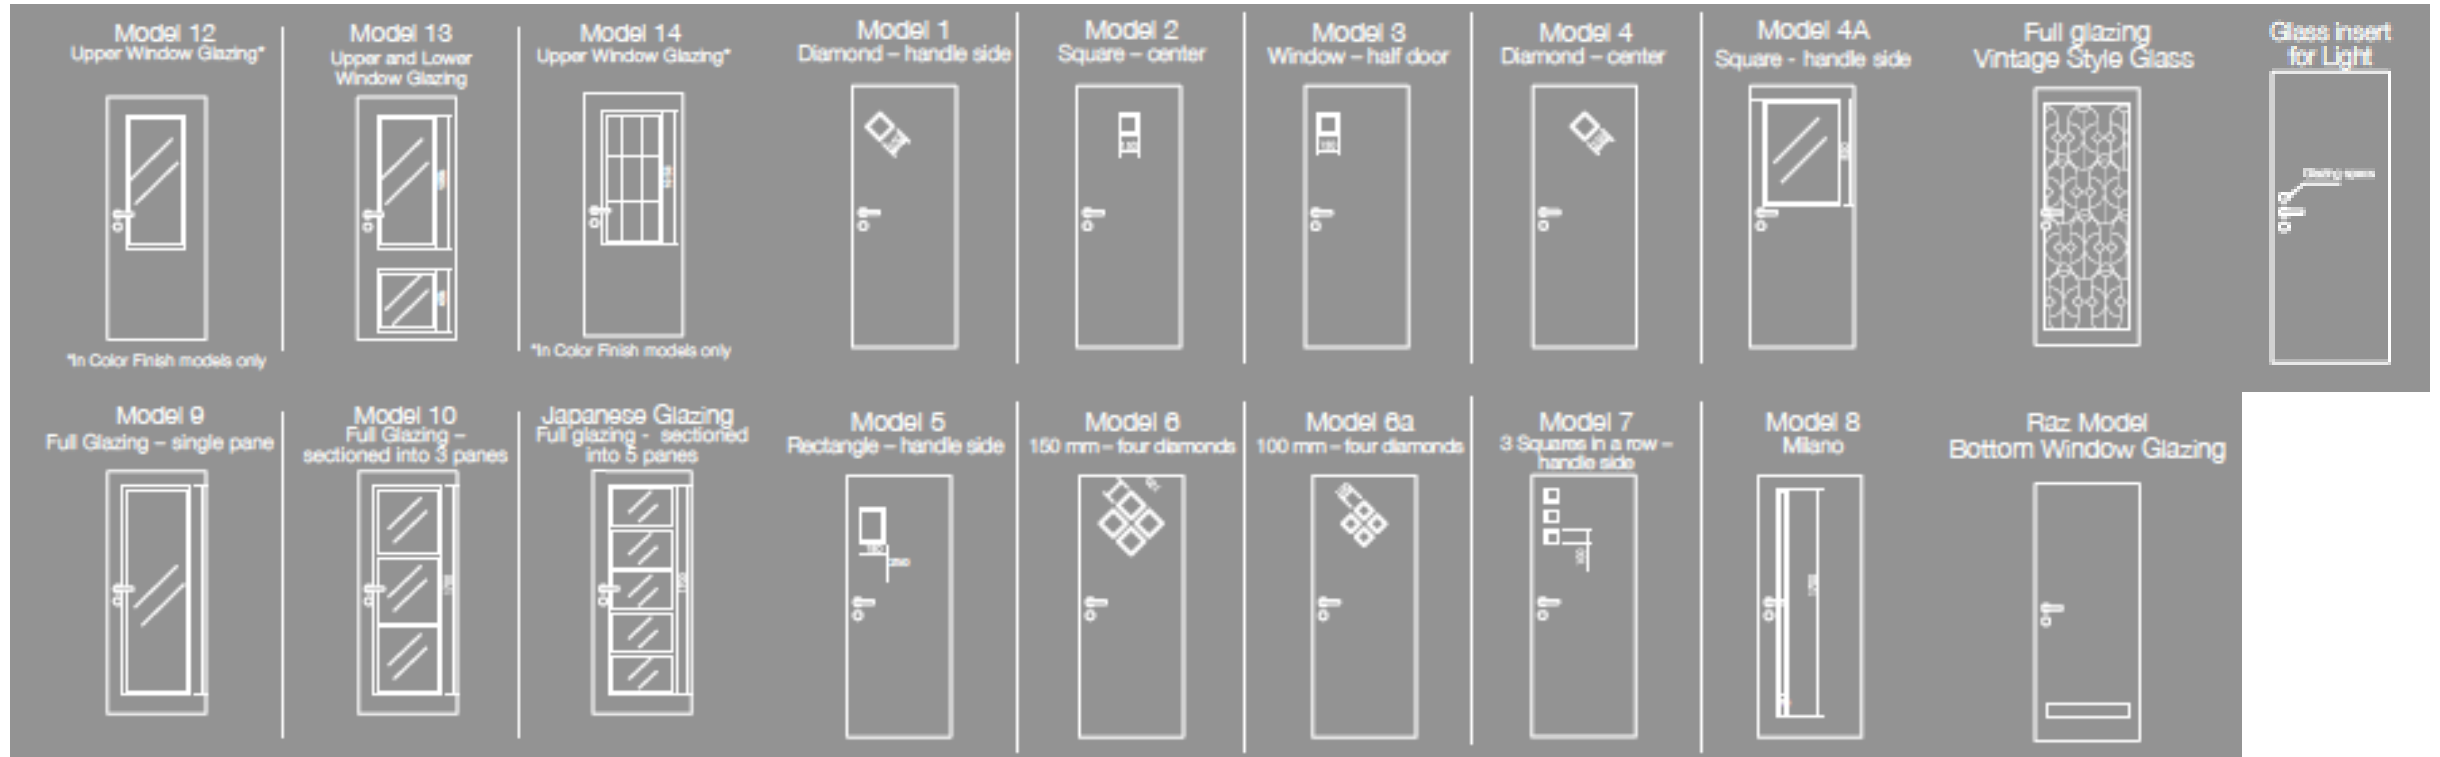 Model 12
Upper Window Glazing*
*In Color Finish models only
Model 13
Upper and Lower
Window Glazing
Model 14
Upper Window Glazing*
*In Color Finish models only
Model 1
Diamond – handle side
Model 2
Square – center
Model 3
Window – half door
Model 4
Diamond – center
Model 4A
Square - handle side
Full glazing
Vintage Style Glass
Glass insert
for Light
Model 9
Full Glazing – single pane
Model 10
Full Glazing –
sectioned into 3 panes
Japanese Glazing
Full glazing - sectioned
into 5 panes
Model 5
Rectangle – handle side
Model 6
150 mm – four diamonds
Model 6a
100 mm – four diamonds
Model 7
3 Squares in a row –
handle side
Model 8
Milano
Raz Model
Bottom Window Glazing